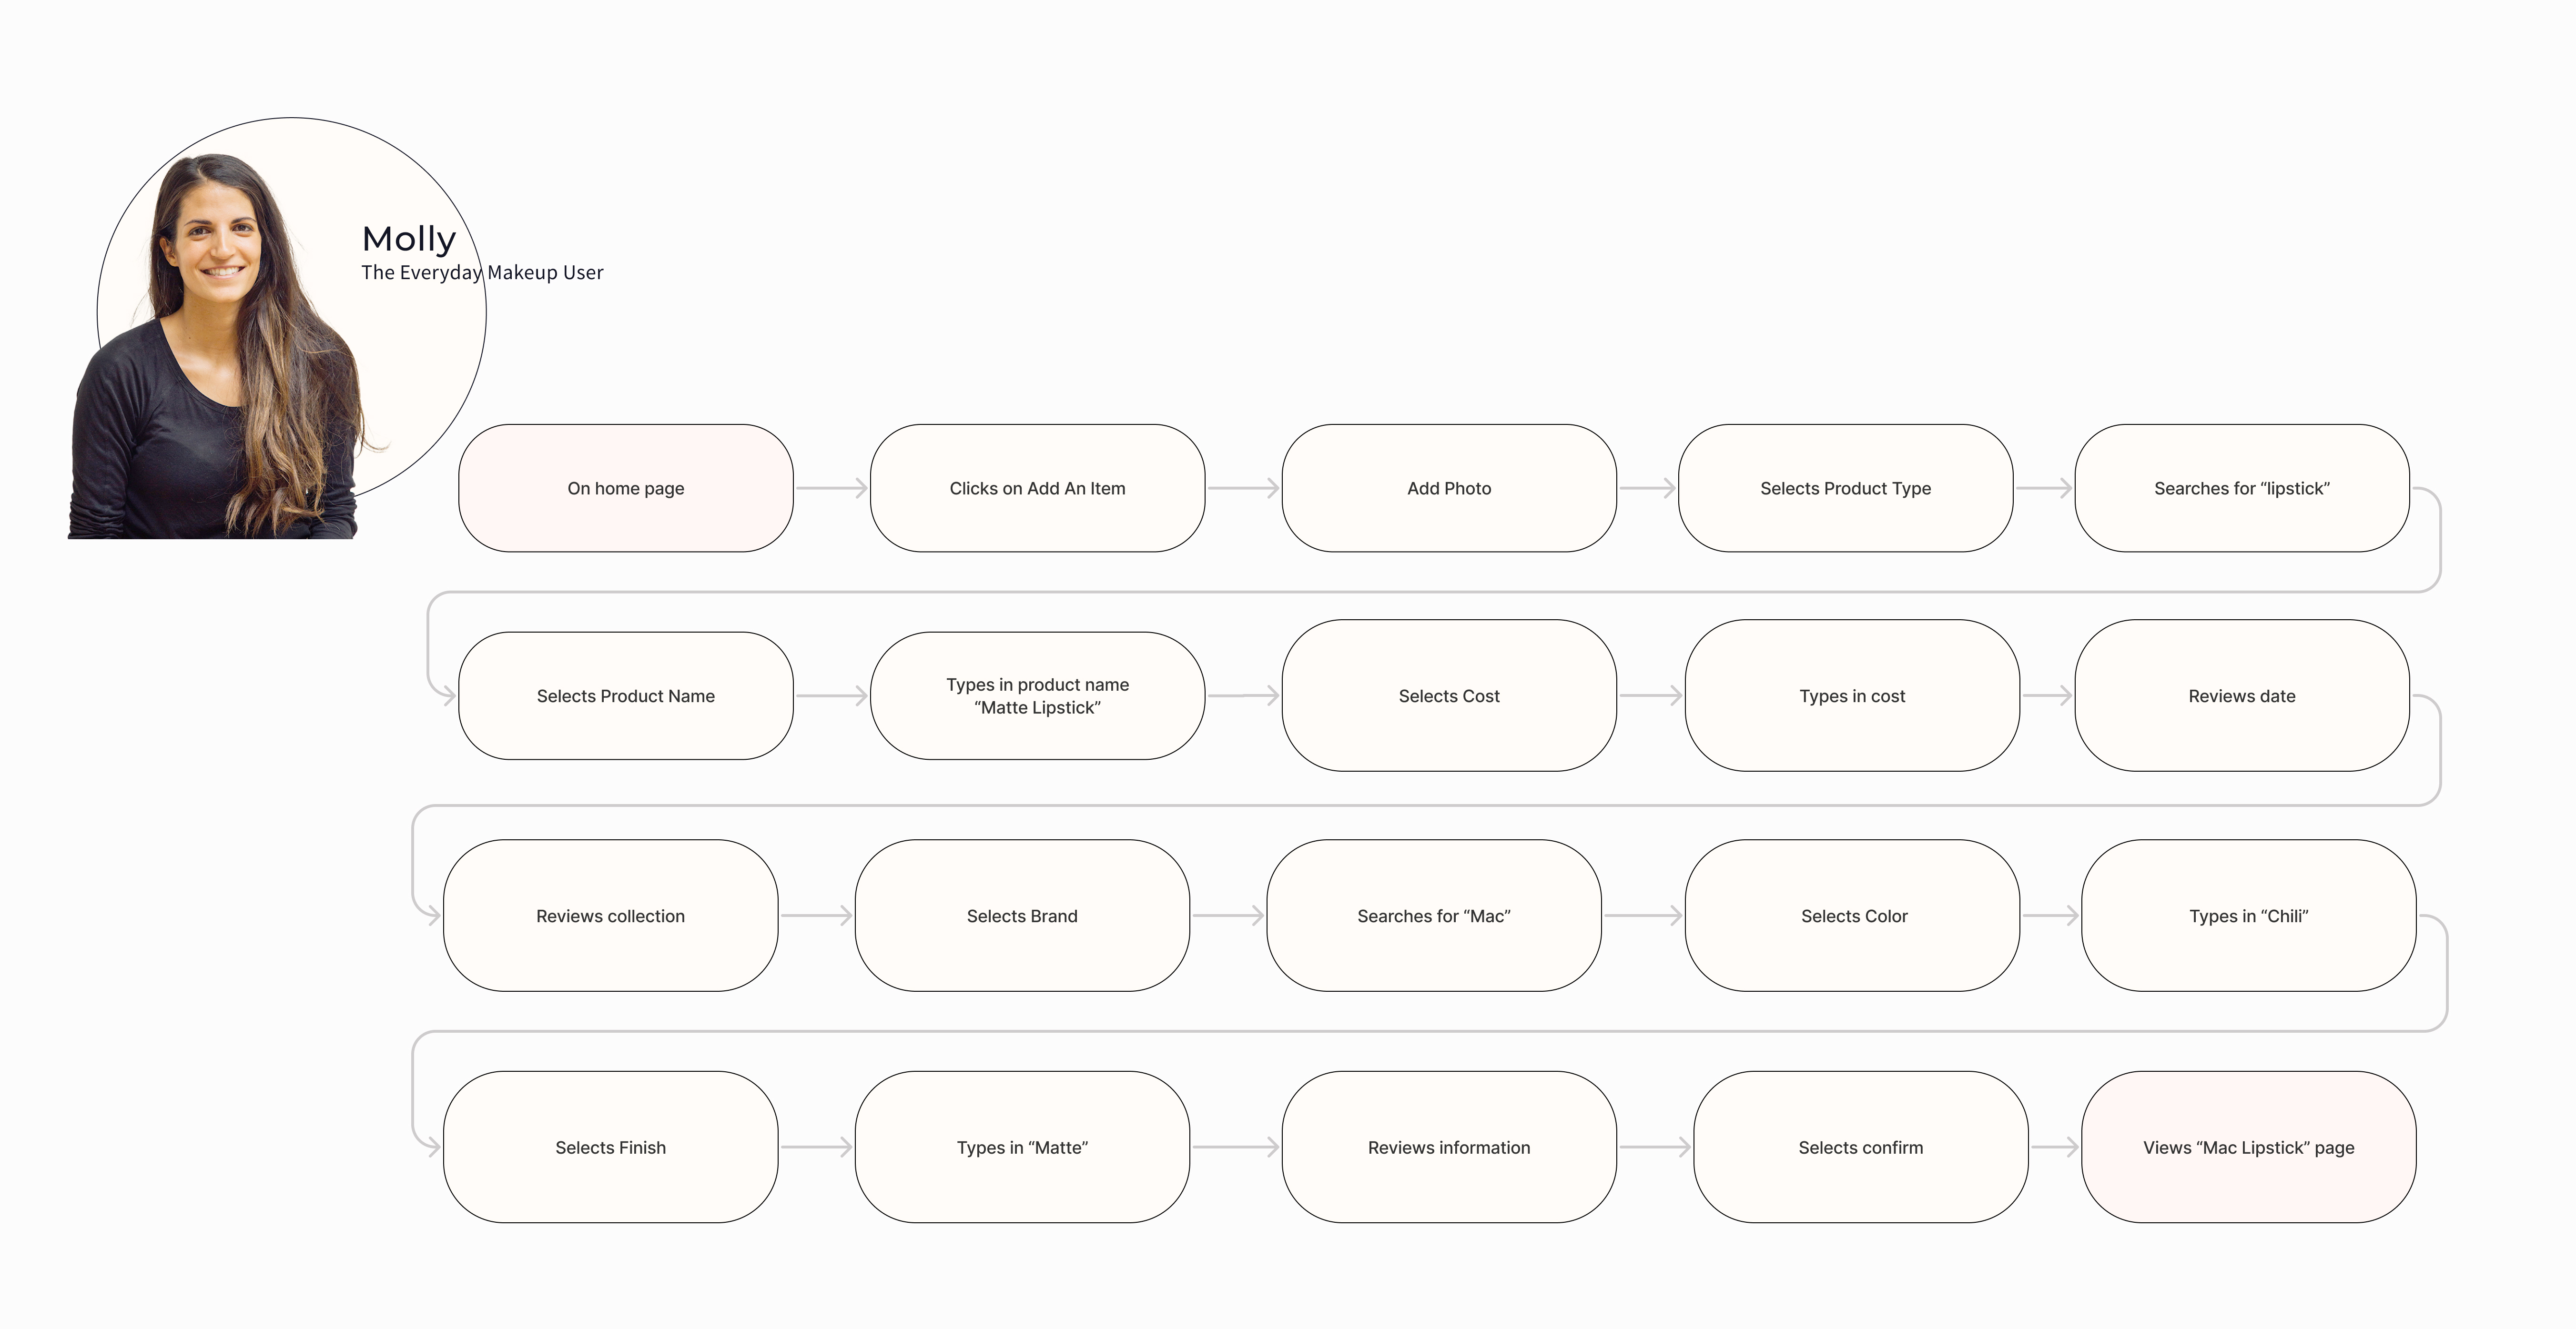 Molly
The Everyday Makeup User
On home page
Clicks on Add An Item
Add Photo
Selects Product Type
Searches for “lipstick”
Selects Product Name
Types in product name
“Matte Lipstick”
Selects Cost
Types in cost
Reviews date
Reviews collection
Selects Brand
Searches for “Mac”
Selects Color
Types in “Chili”
Selects Finish
Types in “Matte”
Reviews information
Selects confirm
Views “Mac Lipstick” page